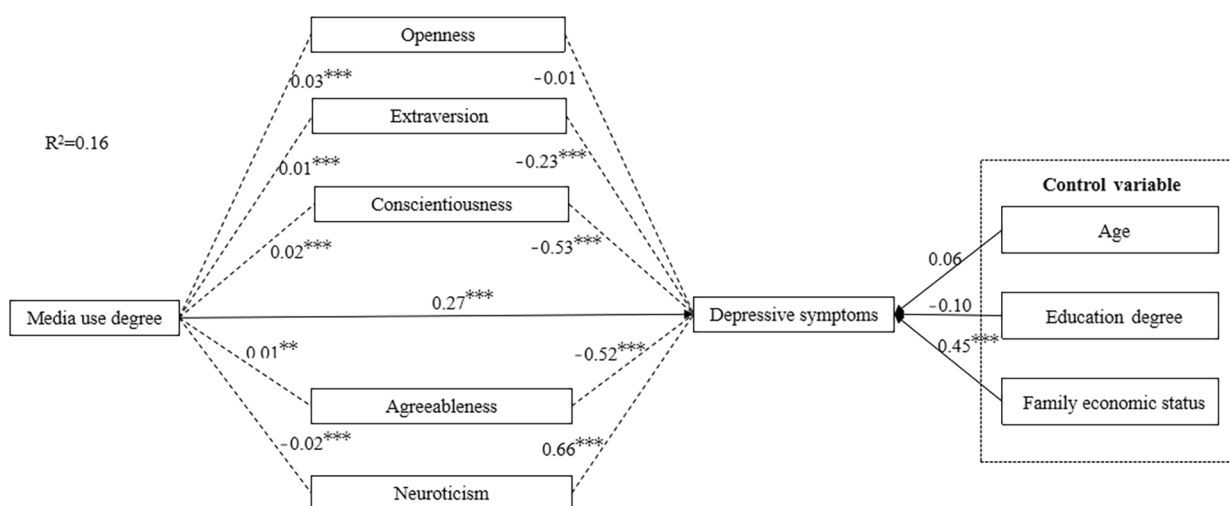 Openness
0.03***
−0.01
Extraversion
R²=0.16
0.01***
−0.23***
Control variable
Conscientiousness
Age
0.02***
−0.53***
0.06
0.27***
−0.10
Media use degree
Depressive symptoms
Education degree
0.01**
−0.52***
0.45***
Agreeableness
Family economic status
−0.02***
0.66***
Neuroticism